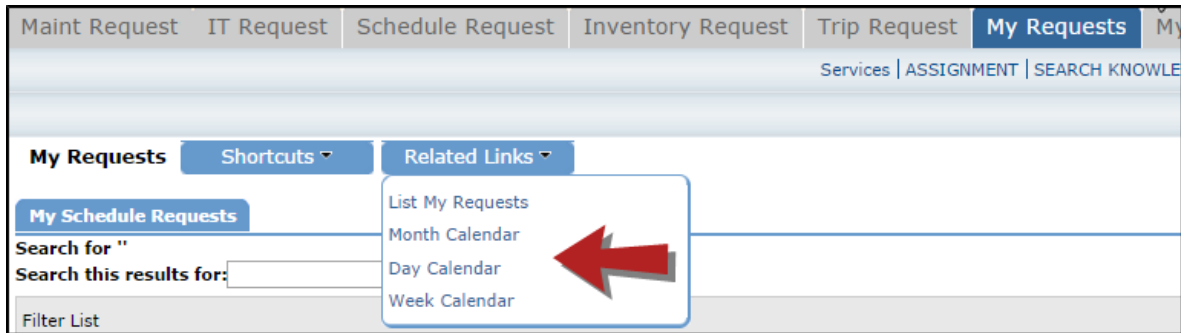 Maint Request IT Request Schedule Request Inventory Request Trip Request My Requests My
Services | ASSIGNMENT | SEARCH KNOWLE
My Requests Shortcuts Related Links
List My Requests
Month Calendar
Day Calendar
Week Calendar
My Schedule Requests
Search for ''
Search this results for:
Filter List